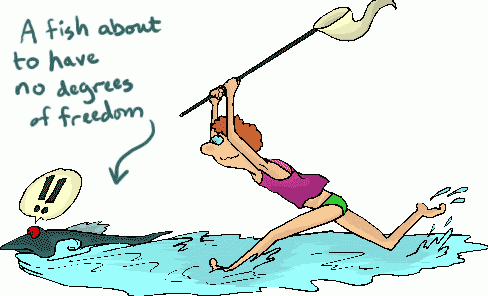 A fish about
to have
no degrees
of freedom
!!